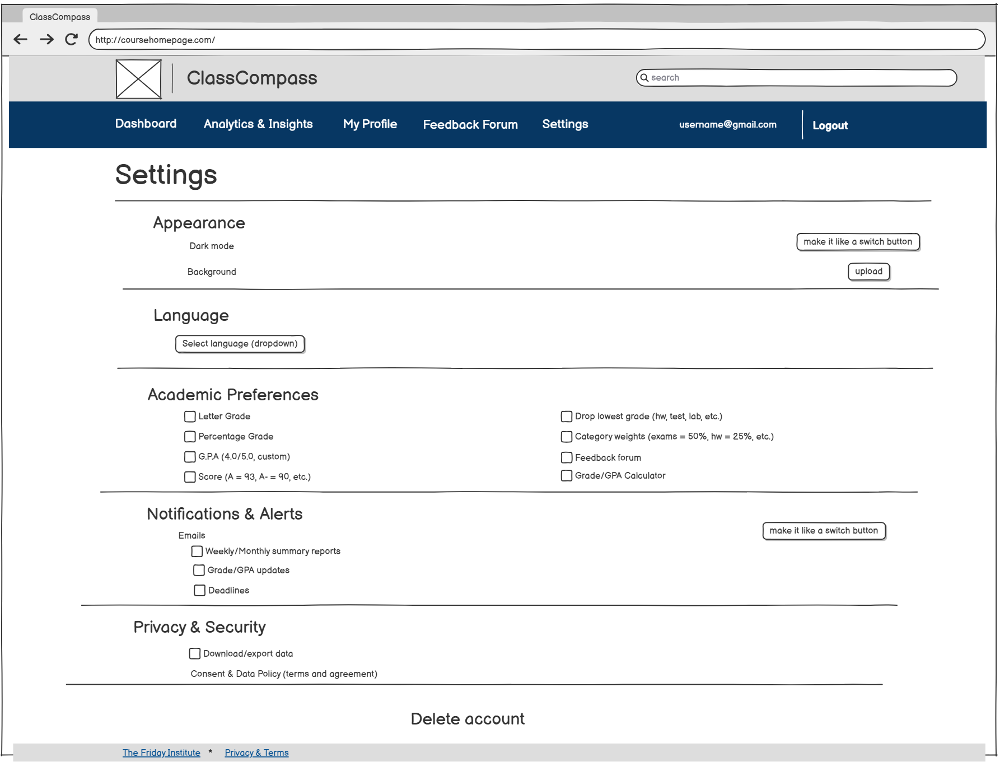 ClassCompass
http://coursehomepage.com/
ClassCompass
search
Dashboard Analytics & Insights My Profile Feedback Forum Settings username@gmail.com Logout
Settings
Appearance
Dark mode
make it like a switch button
Background
upload
Language
Select language (dropdown)
Academic Preferences
Letter Grade
Percentage Grade
G.P.A (4.0/5.0, custom)
Score (A = 93, A- = 90, etc.)
Drop lowest grade (hw, test, lab, etc.)
Category weights (exams = 50%, hw = 25%, etc.)
Feedback forum
Grade/GPA Calculator
Notifications & Alerts
Emails
make it like a switch button
Weekly/Monthly summary reports
Grade/GPA updates
Deadlines
Privacy & Security
Download/export data
Consent & Data Policy (terms and agreement)
Delete account
The Friday Institute * Privacy & Terms